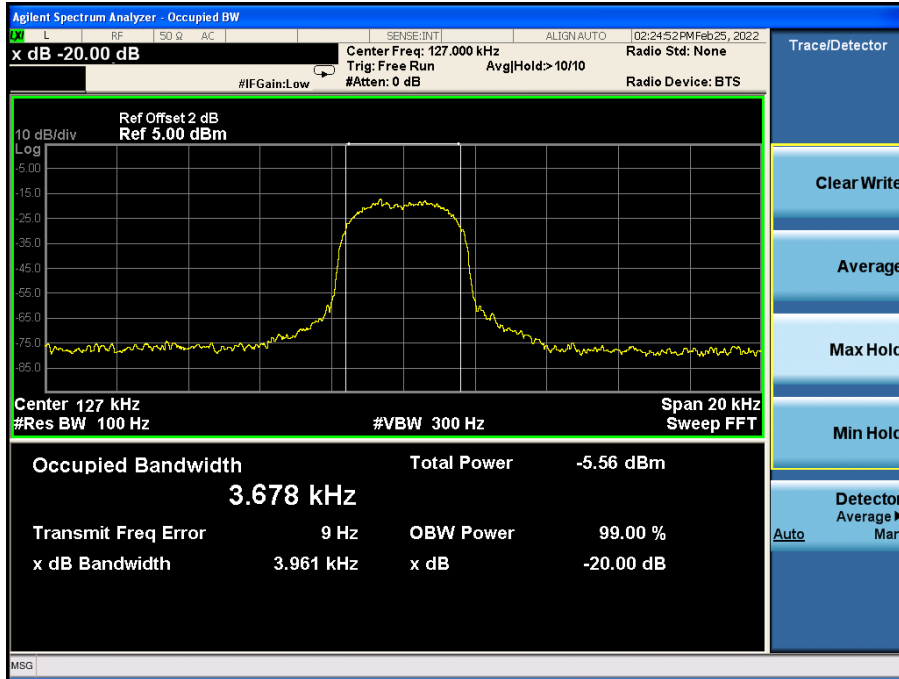 Agilent Spectrum Analyzer - Occupied BW
LXI L RF 50 Ω AC SENSE:INT ALIGN AUTO 02:24:52 PM Feb 25, 2022
x dB -20.00 dB
Center Freq: 127.000 kHz
Radio Std: None
Trig: Free Run Avg|Hold:> 10/10
#IFGain:Low
#Atten: 0 dB
Radio Device: BTS
Ref Offset 2 dB
10 dB/div Ref 5.00 dBm
Log
-5.00
-15.0
-25.0
-35.0
-45.0
-55.0
-65.0
-75.0
-85.0
Center 127 kHz Span 20 kHz
#Res BW 100 Hz #VBW 300 Hz Sweep FFT
Occupied Bandwidth Total Power -5.56 dBm
3.678 kHz
Transmit Freq Error 9 Hz OBW Power 99.00 %
x dB Bandwidth 3.961 kHz x dB -20.00 dB
MSG
Trace/Detector
Clear Write
Average
Max Hold
Min Hold
Detector
Average
Auto Man